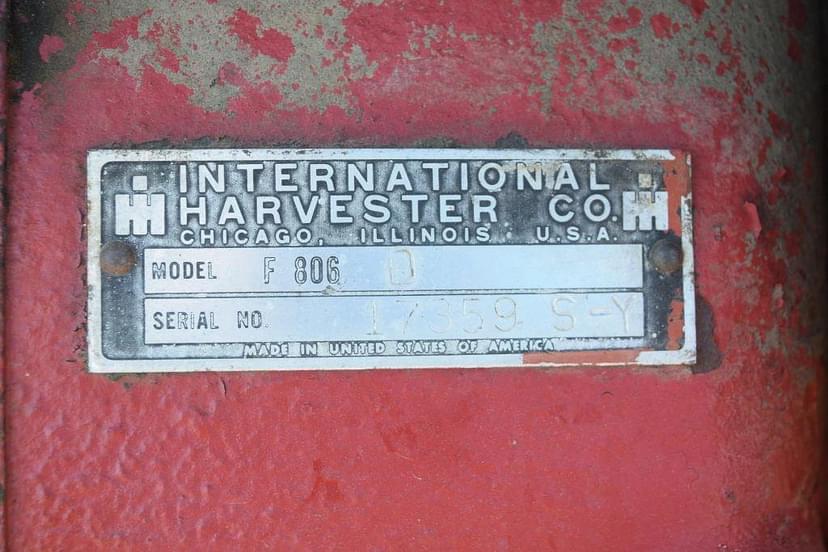 INTERNATIONAL
HARVESTER CO.
CHICAGO, ILLINOIS U.S.A.
MODEL F 806 D
SERIAL NO. 17359 S-Y
MADE IN UNITED STATES OF AMERICA